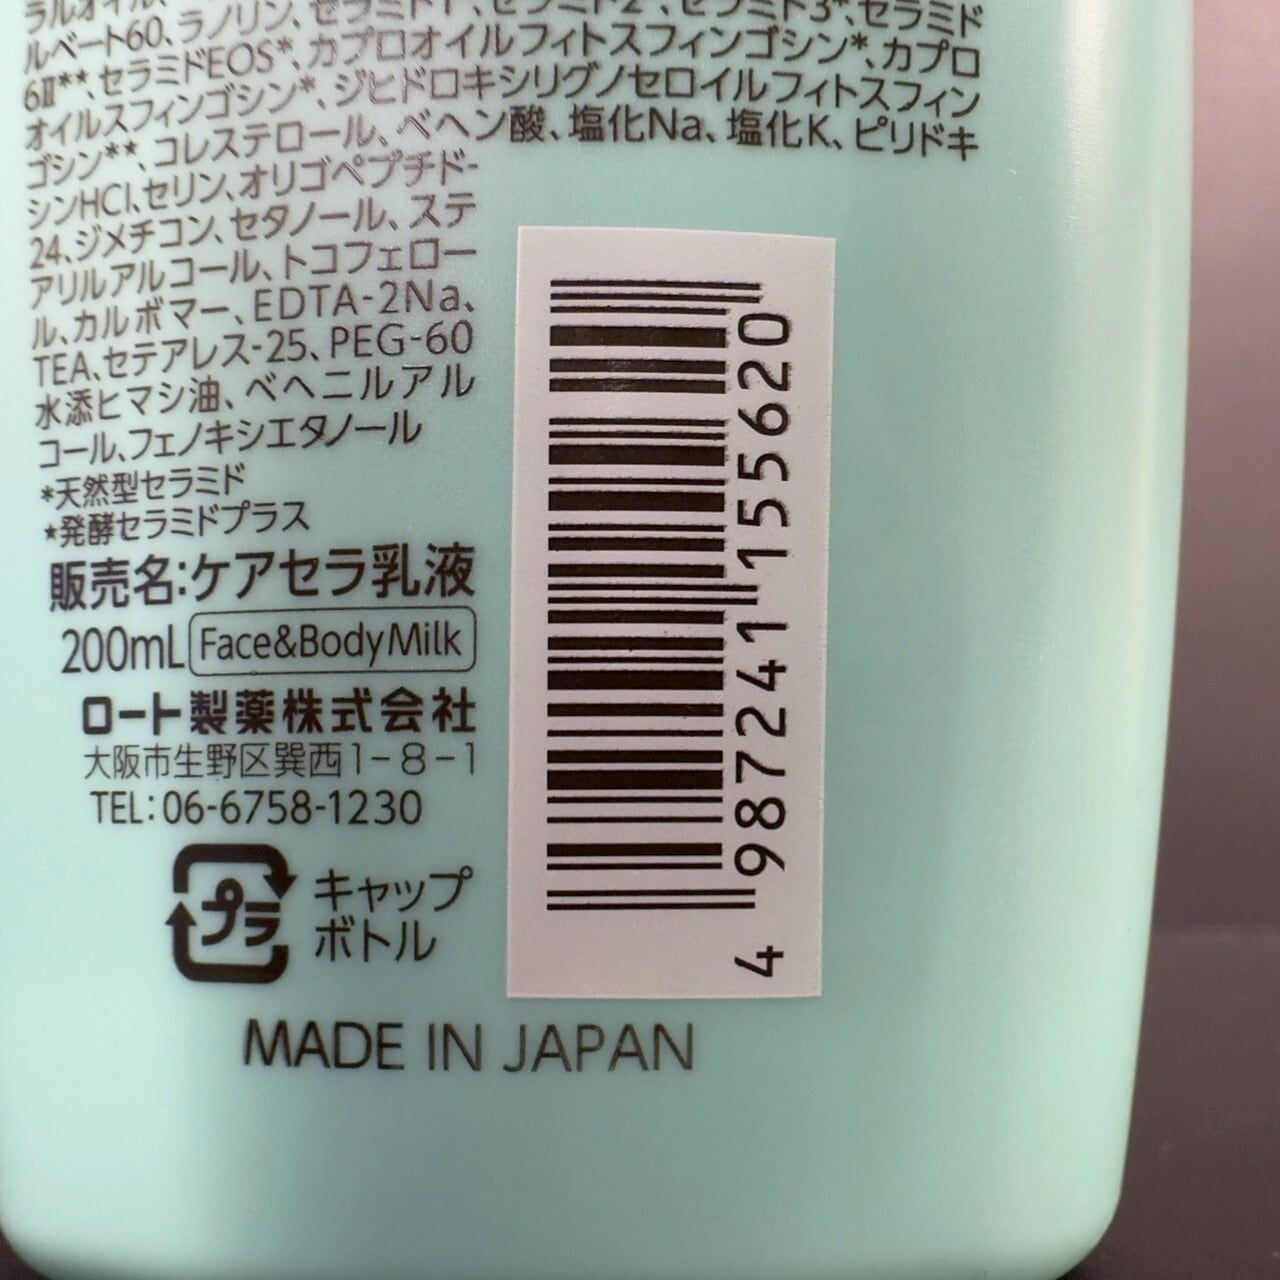 ラルオイル、
ルベート60、ラノリン、セラミド1*、セラミド2*、セラミド3*、セラミド
6Ⅱ**、セラミドEOS*、カプロオイルフィトスフィンゴシン*、カプロ
オイルスフィンゴシン*、ジヒドロキシリグノセロイルフィトスフィン
ゴシン**、コレステロール、ベヘン酸、塩化Na、塩化K、ピリドキ
シンHCl、セリン、オリゴペプチド-
24、ジメチコン、セタノール、ステ
アリルアルコール、トコフェロー
ル、カルボマー、EDTA-2Na、
TEA、セテアレス-25、PEG-60
水添ヒマシ油、ベヘニルアル
コール、フェノキシエタノール
*天然型セラミド
*発酵セラミドプラス
販売名:ケアセラ乳液
200mL Face&Body Milk
ロート製薬株式会社
大阪市生野区巽西1-8-1
TEL:06-6758-1230
プラ
キャップ
ボトル
MADE IN JAPAN
4 987241 155620